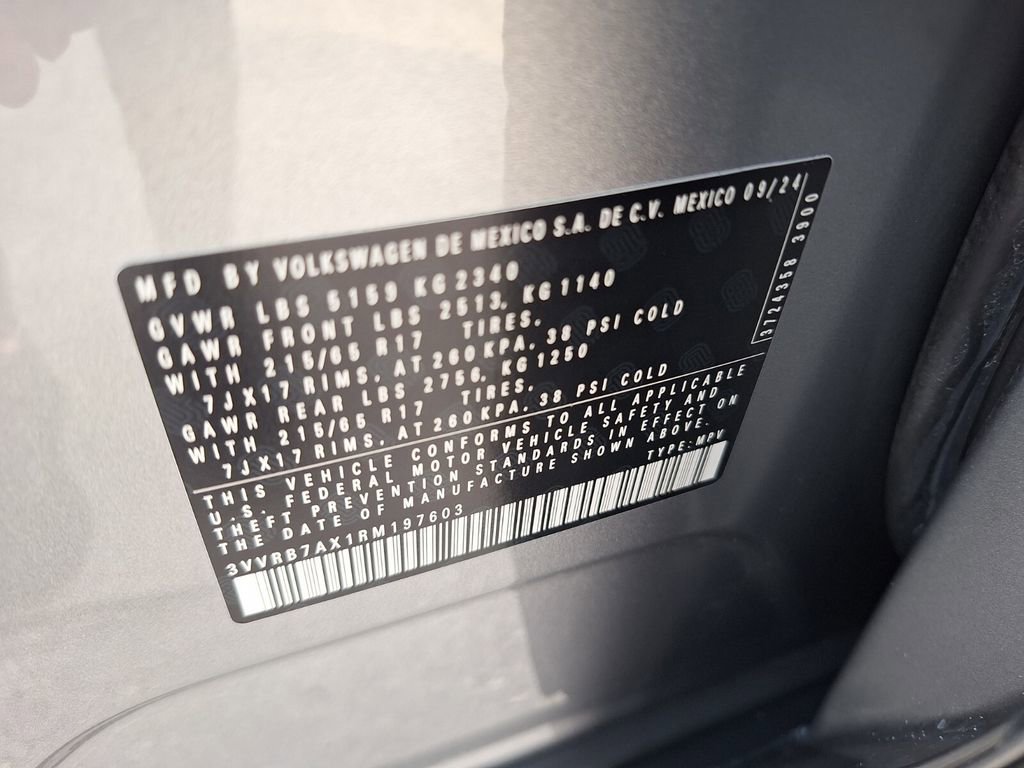 MFD BY VOLKSWAGEN DE MEXICO S.A. DE C.V. MEXICO 09/24
GVWR LBS 5159 KG 2340
GAWR FRONT LBS 2513, KG 1140
WITH 215/65 R17 TIRES.
7JX17 RIMS, AT 260 KPA. 38 PSI COLD
GAWR REAR LBS 2756, KG 1250
WITH 215/65 R17 TIRES.
7JX17 RIMS, AT 260 KPA. 38 PSI COLD
THIS VEHICLE CONFORMS TO ALL APPLICABLE
U.S. FEDERAL MOTOR VEHICLE SAFETY AND
THEFT PREVENTION STANDARDS IN EFFECT ON
THE DATE OF MANUFACTURE SHOWN ABOVE.
3VVRB7AX1RM197603 TYPE: MPV
3724358 3900